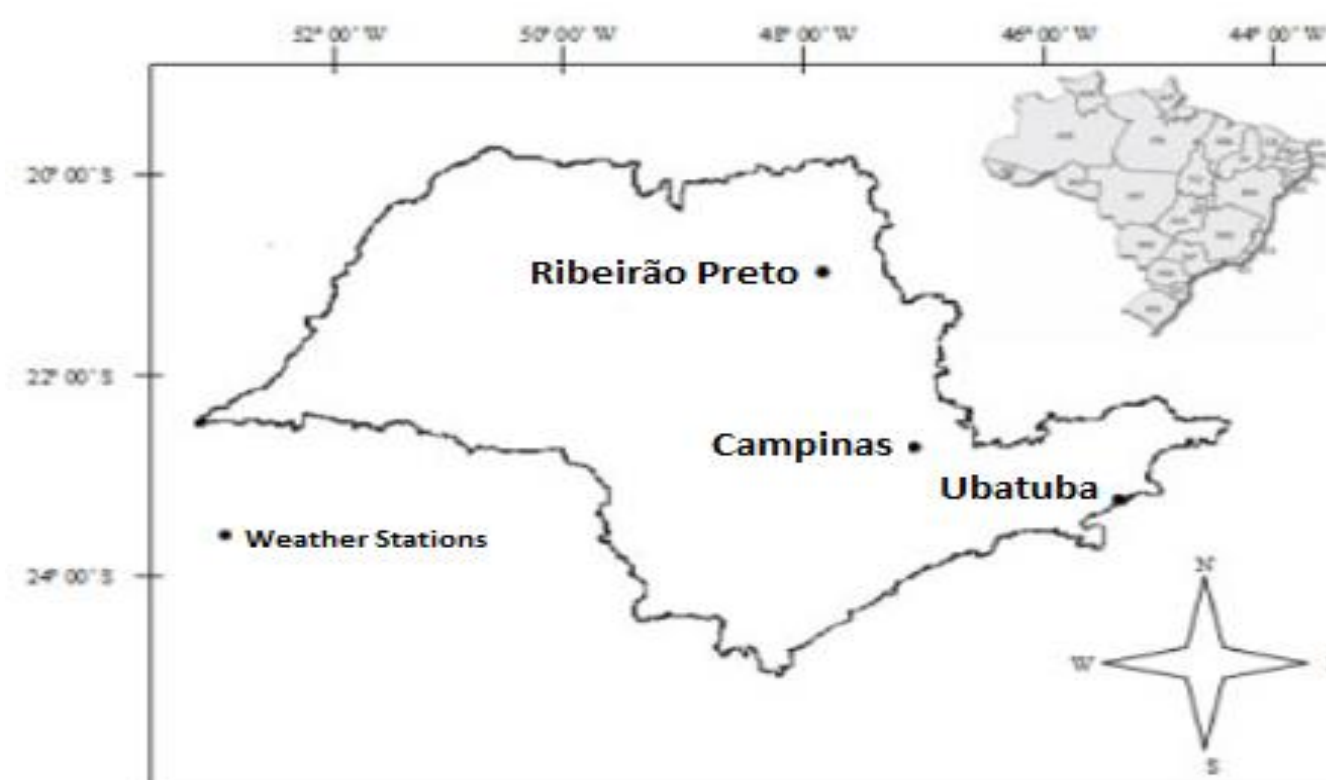 52° 00" W 50° 00" W 48° 00" W 46° 00" W 44° 00" W
20° 00" S
Ribeirão Preto
22° 00" S
Campinas
Ubatuba
Weather Stations
24° 00" S
N
W
S